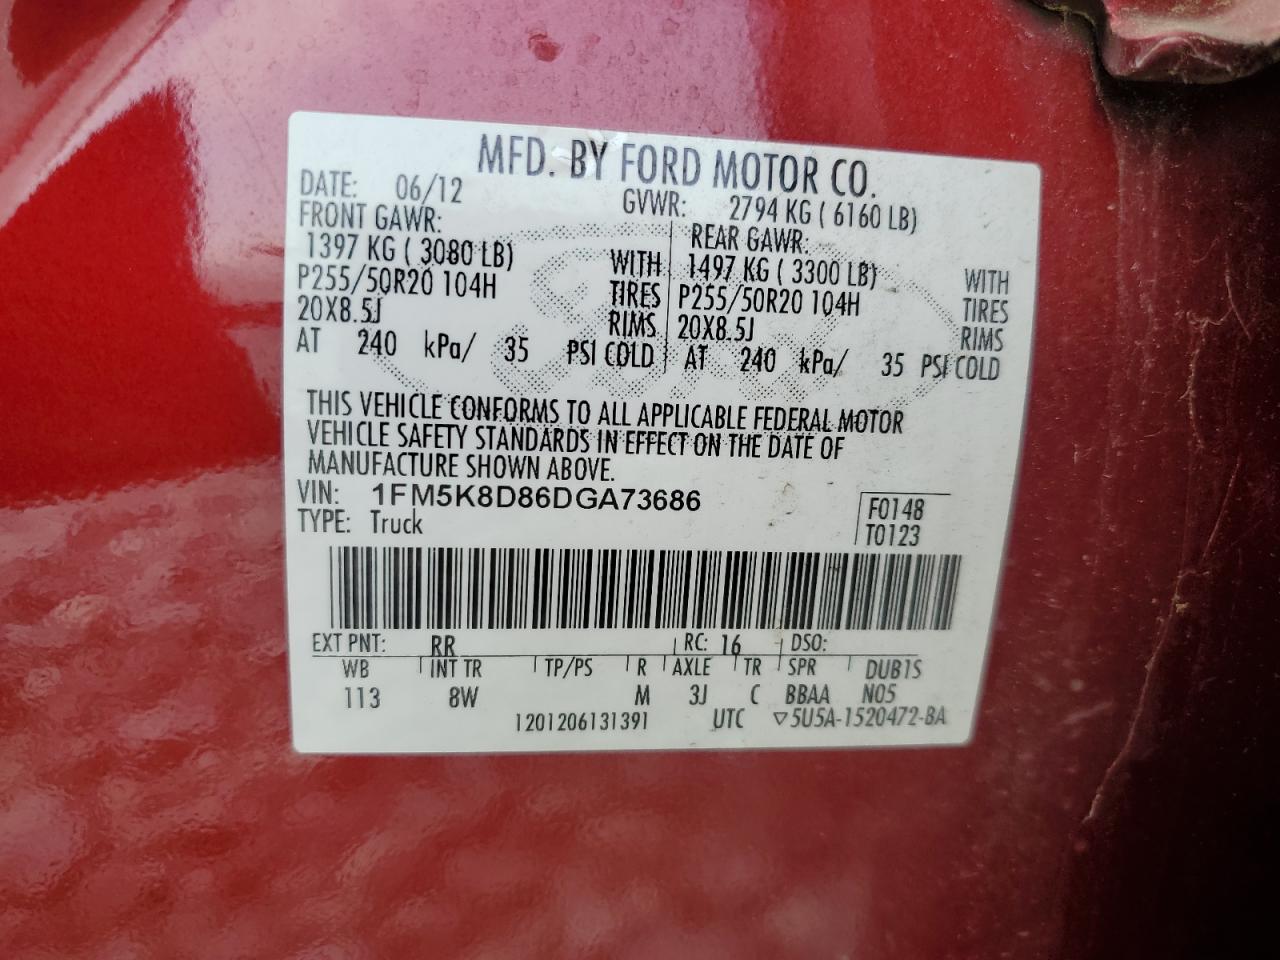 MFD. BY FORD MOTOR CO.
DATE: 06/12 GVWR: 2794 KG ( 6160 LB)
FRONT GAWR: REAR GAWR:
1397 KG ( 3080 LB) WITH 1497 KG ( 3300 LB) WITH
P255/50R20 104H TIRES P255/50R20 104H TIRES
20X8.5J RIMS 20X8.5J RIMS
AT 240 kPa/ 35 PSI COLD AT 240 kPa/ 35 PSI COLD
THIS VEHICLE CONFORMS TO ALL APPLICABLE FEDERAL MOTOR
VEHICLE SAFETY STANDARDS IN EFFECT ON THE DATE OF
MANUFACTURE SHOWN ABOVE.
VIN: 1FM5K8D86DGA73686 F0148
TYPE: Truck T0123
EXT PNT: RR RC: 16 DSO:
WB INT TR TP/PS R AXLE TR SPR DUB1S
113 8W M 3J C BBAA N05
1201206131391 UTC ▽5U5A-1520472-BA